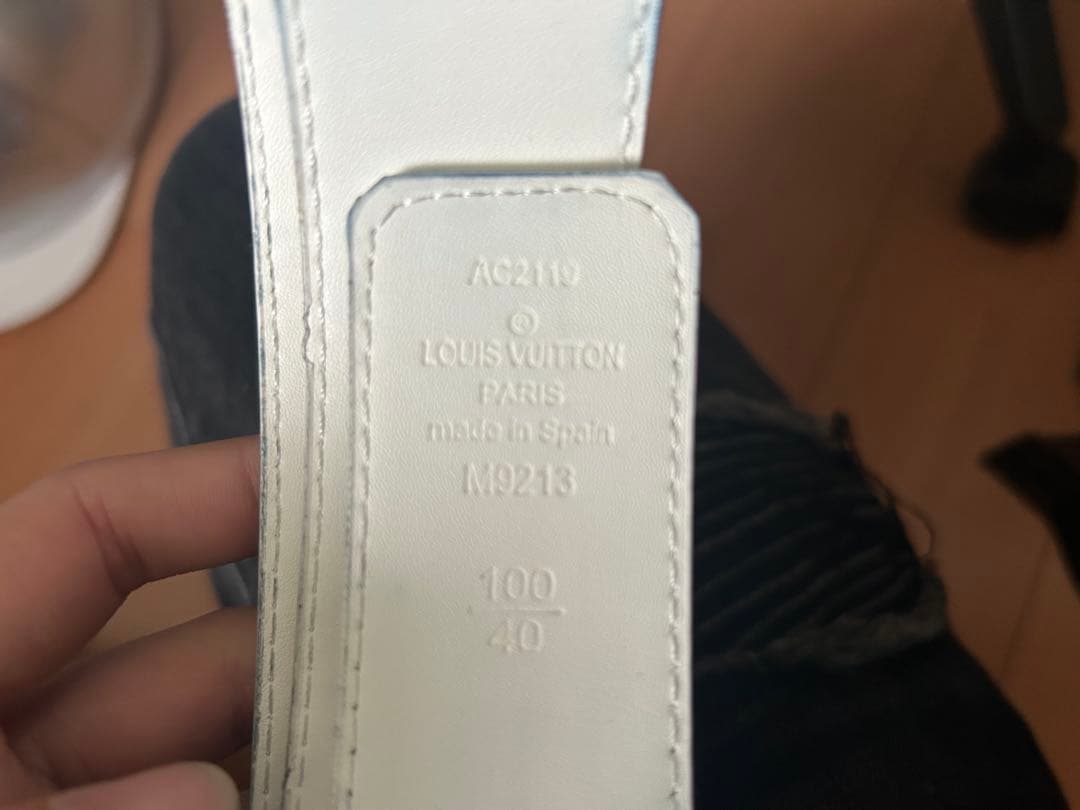 AC2119
©
LOUIS VUITTON
PARIS
made in Spain
M9213
100
40